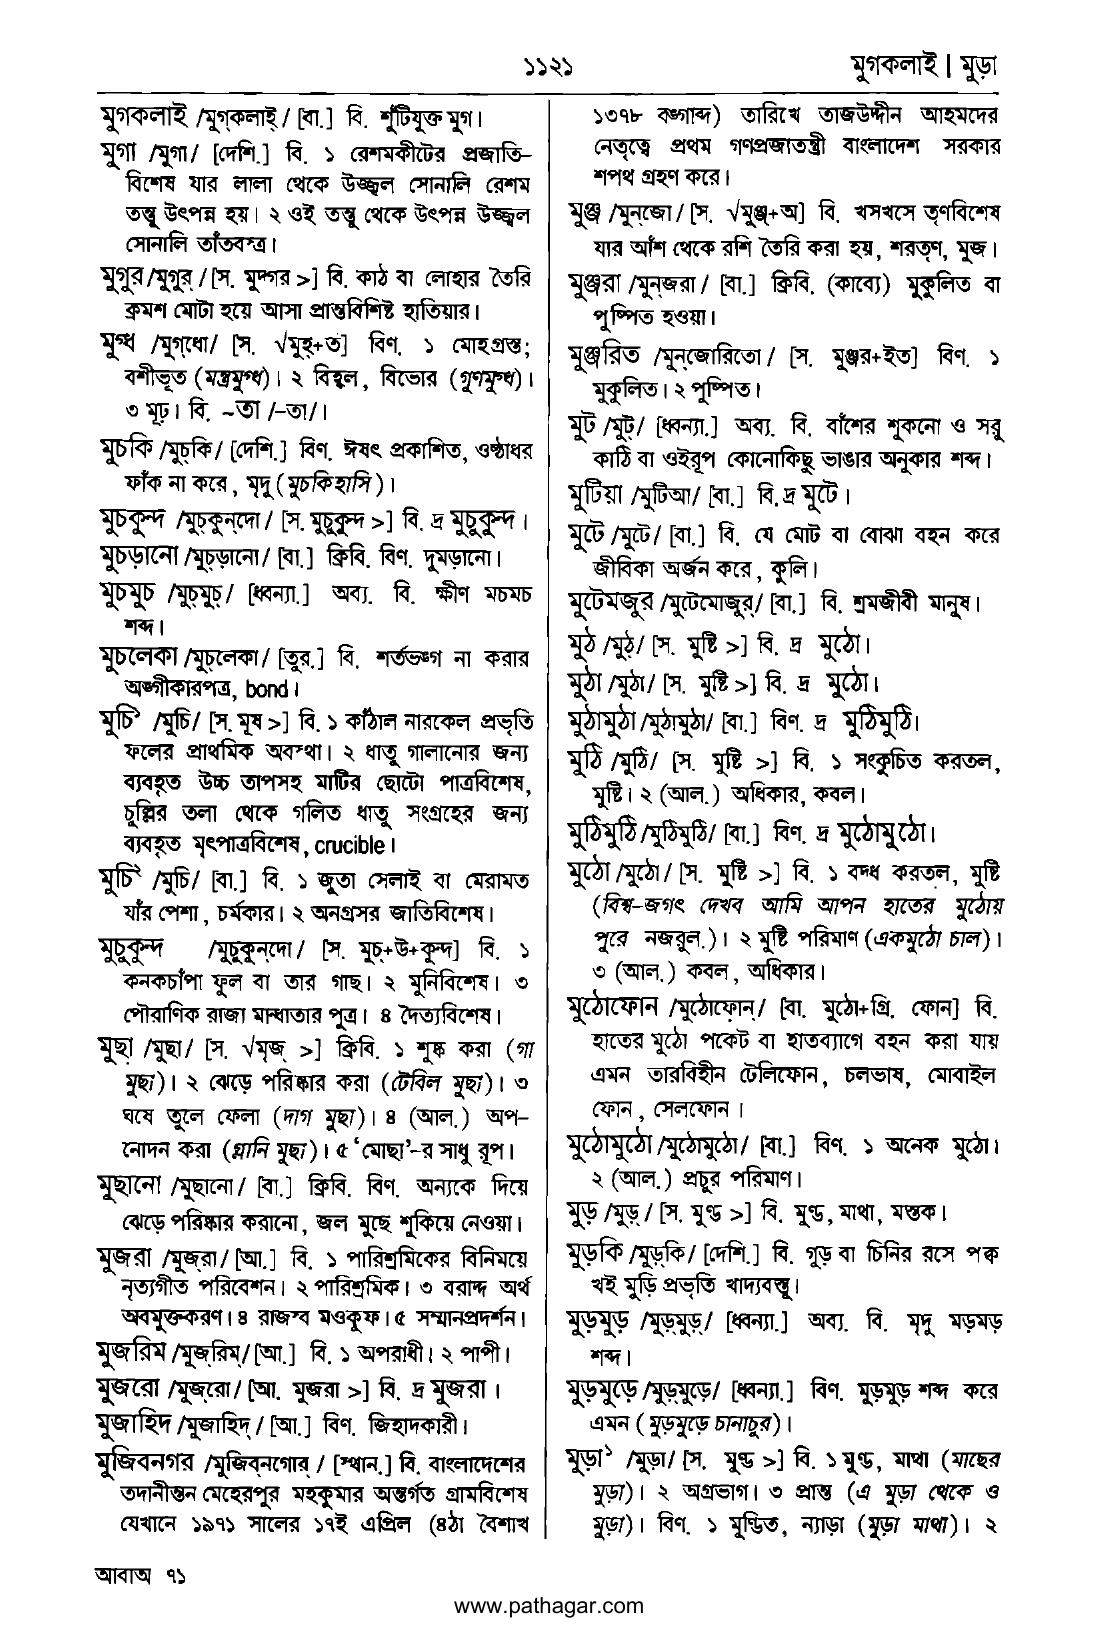 ১১২১
মুগকলাই | মুড়া
মুগকলাই /মুগ্‌কলাই্‌/ [বা.] বি. শুঁটিযুক্ত মুগ।
মুগা /মুগা/ [দেশি.] বি. ১ রেশমকীটের প্রজাতি-
বিশেষ যার লালা থেকে উজ্জ্বল সোনালি রেশম
তন্তু উৎপন্ন হয়। ২ ওই তন্তু থেকে উৎপন্ন উজ্জ্বল
সোনালি তাঁতবস্ত্র।
মুগুর /মুগুর্‌/ [স. মুদ্গর >] বি. কাঠ বা লোহার তৈরি
ক্রমশ মোটা হয়ে আসা প্রান্তবিশিষ্ট হাতিয়ার।
মুগ্ধ /মুগ্‌ধো/ [স. √মুহ্‌+ত] বিণ. ১ মোহগ্রস্ত;
বশীভূত (মন্ত্রমুগ্ধ)। ২ বিহ্বল, বিভোর (গুণমুগ্ধ)।
৩ মূঢ়। বি. ~তা /-তা/।
মুচকি /মুচ্‌কি/ [দেশি.] বিণ. ঈষৎ প্রকাশিত, ওষ্ঠাধর
ফাঁক না করে, মৃদু (মুচকিহাসি)।
মুচকুন্দ /মুচ্‌কুন্‌দো/ [স. মুচুকুন্দ >] বি. দ্র মুচুকুন্দ।
মুচড়ানো /মুচ্‌ড়ানো/ [বা.] ক্রিবি. বিণ. দুমড়ানো।
মুচমুচ /মুচ্‌মুচ্‌/ [ধ্বন্যা.] অব্য. বি. ক্ষীণ মচমচ
শব্দ।
মুচলেকা /মুচ্‌লেকা/ [তুর.] বি. শর্তভঙ্গ না করার
অঙ্গীকারপত্র, bond।
মুচি১ /মুচি/ [স. মূষ >] বি. ১ কাঁঠাল নারকেল প্রভৃতি
ফলের প্রাথমিক অবস্থা। ২ ধাতু গালানোর জন্য
ব্যবহৃত উচ্চ তাপসহ মাটির ছোটো পাত্রবিশেষ,
চুল্লির তলা থেকে গলিত ধাতু সংগ্রহের জন্য
ব্যবহৃত মৃৎপাত্রবিশেষ, crucible।
মুচি২ /মুচি/ [বা.] বি. ১ জুতা সেলাই বা মেরামত
যাঁর পেশা, চর্মকার। ২ অনগ্রসর জাতিবিশেষ।
মুচুকুন্দ /মুচুকুন্‌দো/ [স. মুচ্‌+উ+কুন্দ] বি. ১
কনকচাঁপা ফুল বা তার গাছ। ২ মুনিবিশেষ। ৩
পৌরাণিক রাজা মান্ধাতার পুত্র। ৪ দৈত্যবিশেষ।
মুছা /মুছা/ [স. √মৃজ্‌ >] ক্রিবি. ১ শুষ্ক করা (গা
মুছা)। ২ ঝেড়ে পরিষ্কার করা (টেবিল মুছা)। ৩
ঘষে তুলে ফেলা (দাগ মুছা)। ৪ (আল.) অপ-
নোদন করা (গ্লানি মুছা)। ৫ ‘মোছা’-র সাধু রূপ।
মুছানো /মুছানো/ [বা.] ক্রিবি. বিণ. অন্যকে দিয়ে
ঝেড়ে পরিষ্কার করানো, জল মুছে শুকিয়ে নেওয়া।
মুজরা /মুজ্‌রা/ [আ.] বি. ১ পারিশ্রমিকের বিনিময়ে
নৃত্যগীত পরিবেশন। ২ পারিশ্রমিক। ৩ বরাদ্দ অর্থ
অবমুক্তকরণ। ৪ রাজস্ব মওকুফ। ৫ সম্মানপ্রদর্শন।
মুজরিম /মুজ্‌রিম্‌/ [আ.] বি. ১ অপরাধী। ২ পাপী।
মুজরো /মুজ্‌রো/ [আ. মুজরা >] বি. দ্র মুজরা।
মুজাহিদ /মুজাহিদ্‌/ [আ.] বিণ. জিহাদকারী।
মুজিবনগর /মুজিব্‌নগোর্‌/ [স্থান.] বি. বাংলাদেশের
তদানীন্তন মেহেরপুর মহকুমার অন্তর্গত গ্রামবিশেষ
যেখানে ১৯৭১ সালের ১৭ই এপ্রিল (৪ঠা বৈশাখ
১৩৭৮ বঙ্গাব্দ) তারিখে তাজউদ্দীন আহমদের
নেতৃত্বে প্রথম গণপ্রজাতন্ত্রী বাংলাদেশ সরকার
শপথ গ্রহণ করে।
মুঞ্জ /মুন্‌জো/ [স. √মুঞ্জ্‌+অ] বি. খসখসে তৃণবিশেষ
যার আঁশ থেকে রশি তৈরি করা হয়, শরতৃণ, মুজ।
মুঞ্জরা /মুন্‌জরা/ [বা.] ক্রিবি. (কাব্যে) মুকুলিত বা
পুষ্পিত হওয়া।
মুঞ্জরিত /মুন্‌জোরিতো/ [স. মুঞ্জর+ইত] বিণ. ১
মুকুলিত। ২ পুষ্পিত।
মুট /মুট্‌/ [ধ্বন্যা.] অব্য. বি. বাঁশের শুকনো ও সরু
কাঠি বা ওইরূপ কোনোকিছু ভাঙার অনুকার শব্দ।
মুটিয়া /মুটিআ/ [বা.] বি. দ্র মুটে।
মুটে /মুটে/ [বা.] বি. যে মোট বা বোঝা বহন করে
জীবিকা অর্জন করে, কুলি।
মুটেমজুর /মুটেমোজুর্‌/ [বা.] বি. শ্রমজীবী মানুষ।
মুঠ /মুঠ্‌/ [স. মুষ্টি >] বি. দ্র মুঠো।
মুঠা /মুঠা/ [স. মুষ্টি >] বি. দ্র মুঠো।
মুঠামুঠা /মুঠামুঠা/ [বা.] বিণ. দ্র মুঠিমুঠি।
মুঠি /মুঠি/ [স. মুষ্টি >] বি. ১ সংকুচিত করতল,
মুষ্টি। ২ (আল.) অধিকার, কবল।
মুঠিমুঠি /মুঠিমুঠি/ [বা.] বিণ. দ্র মুঠোমুঠো।
মুঠো /মুঠো/ [স. মুষ্টি >] বি. ১ বদ্ধ করতল, মুষ্টি
(বিশ্ব-জগৎ দেখব আমি আপন হাতের মুঠোয়
পুরে নজরুল.)। ২ মুষ্টি পরিমাণ (একমুঠো চাল)।
৩ (আল.) কবল, অধিকার।
মুঠোফোন /মুঠোফোন্‌/ [বা. মুঠো+গ্রি. ফোন] বি.
হাতের মুঠো পকেট বা হাতব্যাগে বহন করা যায়
এমন তারবিহীন টেলিফোন, চলভাষ, মোবাইল
ফোন, সেলফোন।
মুঠোমুঠো /মুঠোমুঠো/ [বা.] বিণ. ১ অনেক মুঠো।
২ (আল.) প্রচুর পরিমাণ।
মুড় /মুড়্‌/ [স. মুণ্ড >] বি. মুণ্ড, মাথা, মস্তক।
মুড়কি /মুড়্‌কি/ [দেশি.] বি. গুড় বা চিনির রসে পক্ব
খই মুড়ি প্রভৃতি খাদ্যবস্তু।
মুড়মুড় /মুড়্‌মুড়্‌/ [ধ্বন্যা.] অব্য. বি. মৃদু মড়মড়
শব্দ।
মুড়মুড়ে /মুড়্‌মুড়ে/ [ধ্বন্যা.] বিণ. মুড়মুড় শব্দ করে
এমন (মুড়মুড়ে চানাচুর)।
মুড়া১ /মুড়া/ [স. মুণ্ড >] বি. ১ মুণ্ড, মাথা (মাছের
মুড়া)। ২ অগ্রভাগ। ৩ প্রান্ত (এ মুড়া থেকে ও
মুড়া)। বিণ. ১ মুণ্ডিত, ন্যাড়া (মুড়া মাথা)। ২
আবাঅ ৭১
www.pathagar.com